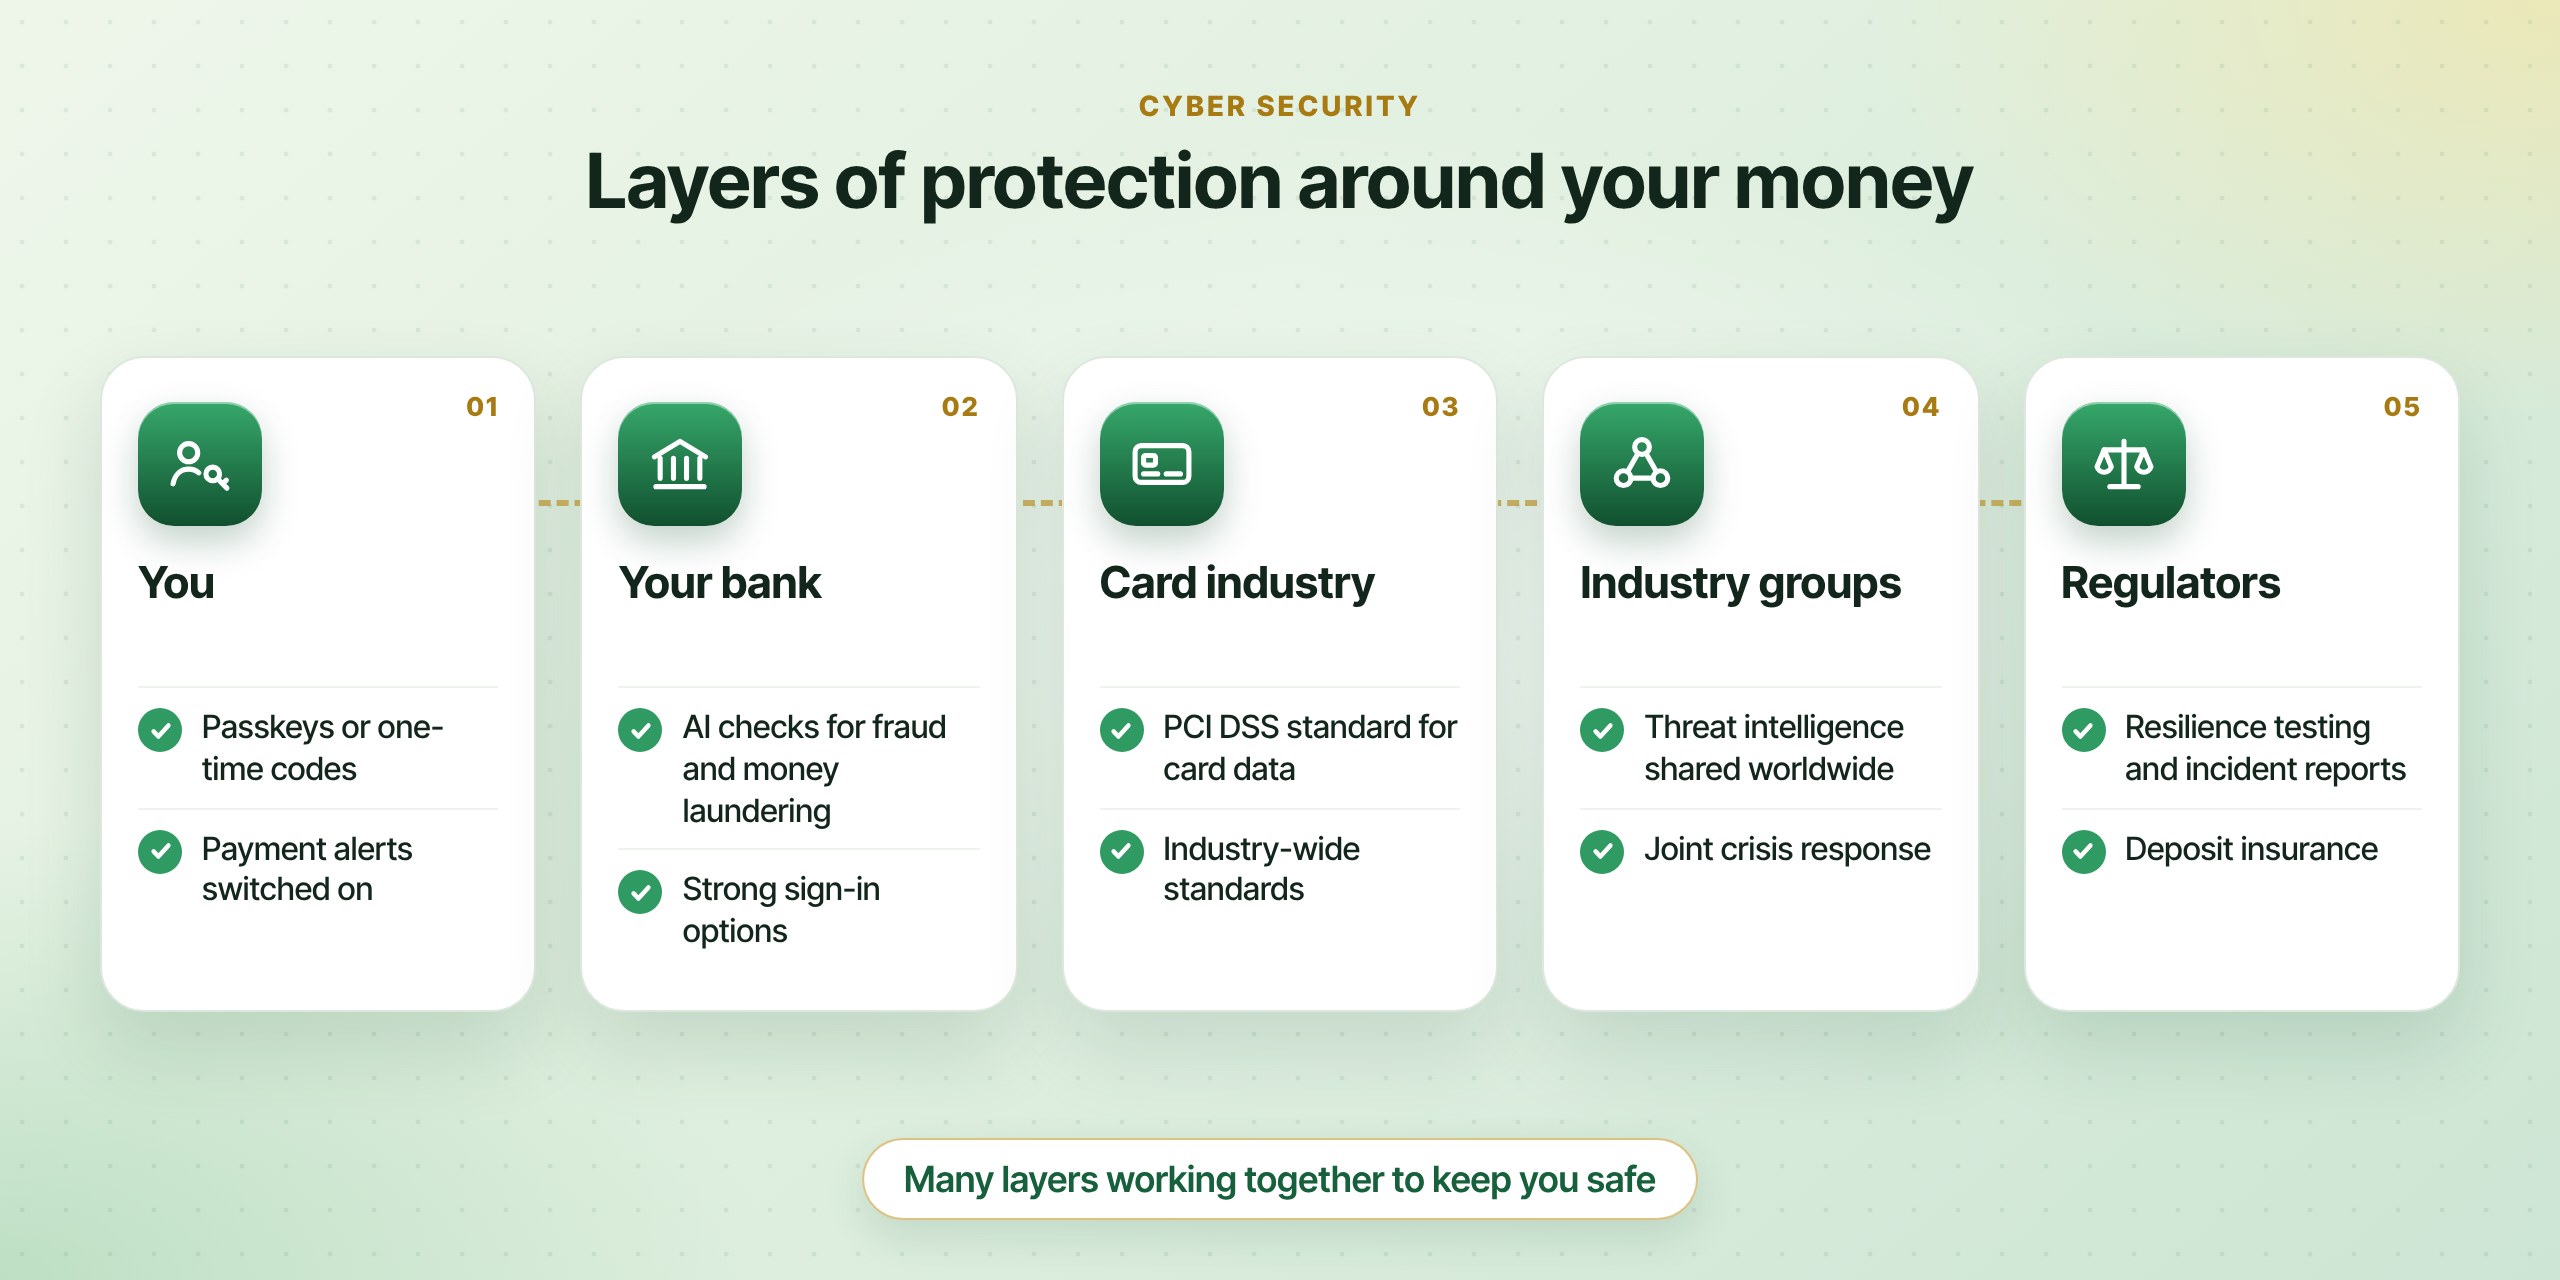 CYBER SECURITY
Layers of protection around your money
01
You
Passkeys or one-
time codes
Payment alerts
switched on
02
Your bank
AI checks for fraud
and money
laundering
Strong sign-in
options
03
Card industry
PCI DSS standard for
card data
Industry-wide
standards
04
Industry groups
Threat intelligence
shared worldwide
Joint crisis response
05
Regulators
Resilience testing
and incident reports
Deposit insurance
Many layers working together to keep you safe